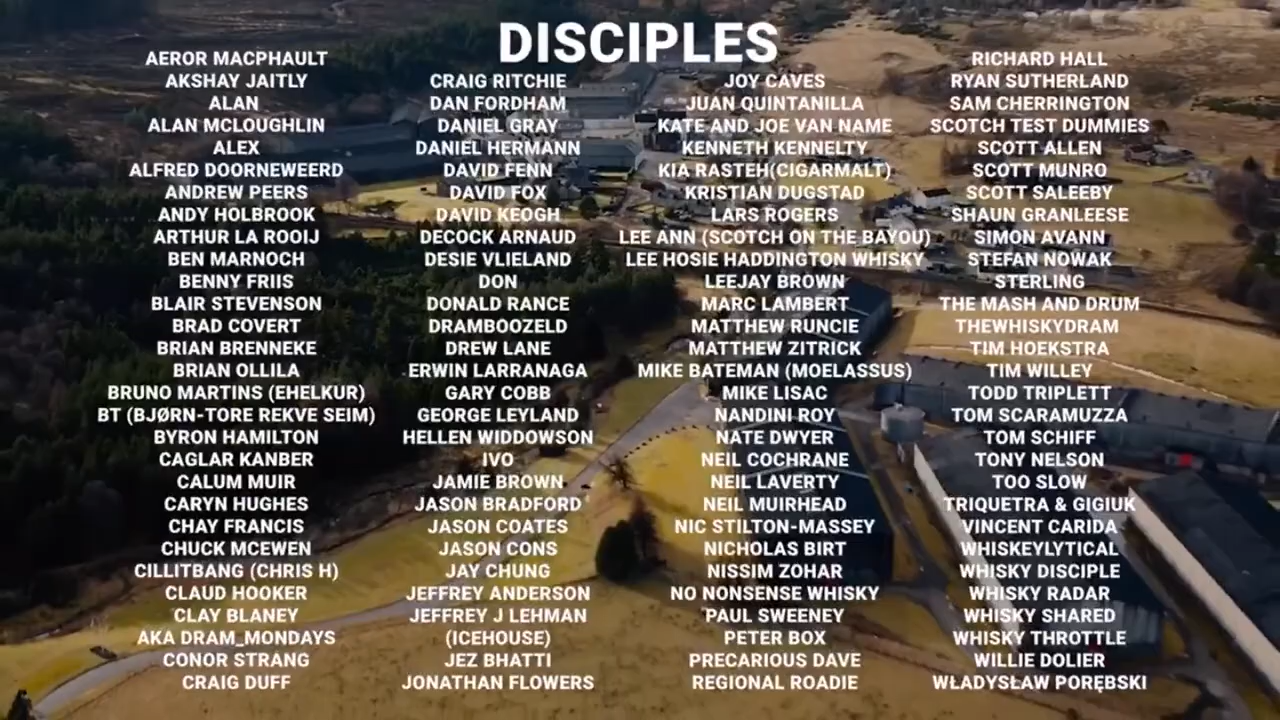 DISCIPLES
AEROR MACPHAULT
AKSHAY JAITLY
ALAN
ALAN MCLOUGHLIN
ALEX
ALFRED DOORNEWEERD
ANDREW PEERS
ANDY HOLBROOK
ARTHUR LA ROOIJ
BEN MARNOCH
BENNY FRIIS
BLAIR STEVENSON
BRAD COVERT
BRIAN BRENNEKE
BRIAN OLLILA
BRUNO MARTINS (EHELKUR)
BT (BJØRN-TORE REKVE SEIM)
BYRON HAMILTON
CAGLAR KANBER
CALUM MUIR
CARYN HUGHES
CHAY FRANCIS
CHUCK MCEWEN
CILLITBANG (CHRIS H)
CLAUD HOOKER
CLAY BLANEY
AKA DRAM_MONDAYS
CONOR STRANG
CRAIG DUFF
CRAIG RITCHIE
DAN FORDHAM
DANIEL GRAY
DANIEL HERMANN
DAVID FENN
DAVID FOX
DAVID KEOGH
DECOCK ARNAUD
DESIE VLIELAND
DON
DONALD RANCE
DRAMBOOZELD
DREW LANE
ERWIN LARRANAGA
GARY COBB
GEORGE LEYLAND
HELLEN WIDDOWSON
IVO
JAMIE BROWN
JASON BRADFORD
JASON COATES
JASON CONS
JAY CHUNG
JEFFREY ANDERSON
JEFFREY J LEHMAN
(ICEHOUSE)
JEZ BHATTI
JONATHAN FLOWERS
JOY CAVES
JUAN QUINTANILLA
KATE AND JOE VAN NAME
KENNETH KENNELTY
KIA RASTEH(CIGARMALT)
KRISTIAN DUGSTAD
LARS ROGERS
LEE ANN (SCOTCH ON THE BAYOU)
LEE HOSIE HADDINGTON WHISKY
LEEJAY BROWN
MARC LAMBERT
MATTHEW RUNCIE
MATTHEW ZITRICK
MIKE BATEMAN (MOELASSUS)
MIKE LISAC
NANDINI ROY
NATE DWYER
NEIL COCHRANE
NEIL LAVERTY
NEIL MUIRHEAD
NIC STILTON-MASSEY
NICHOLAS BIRT
NISSIM ZOHAR
NO NONSENSE WHISKY
PAUL SWEENEY
PETER BOX
PRECARIOUS DAVE
REGIONAL ROADIE
RICHARD HALL
RYAN SUTHERLAND
SAM CHERRINGTON
SCOTCH TEST DUMMIES
SCOTT ALLEN
SCOTT MUNRO
SCOTT SALEEBY
SHAUN GRANLEESE
SIMON AVANN
STEFAN NOWAK
STERLING
THE MASH AND DRUM
THEWHISKYDRAM
TIM HOEKSTRA
TIM WILLEY
TODD TRIPLETT
TOM SCARAMUZZA
TOM SCHIFF
TONY NELSON
TOO SLOW
TRIQUETRA & GIGIUK
VINCENT CARIDA
WHISKEYLYTICAL
WHISKY DISCIPLE
WHISKY RADAR
WHISKY SHARED
WHISKY THROTTLE
WILLIE DOLIER
WŁADYSŁAW PORĘBSKI